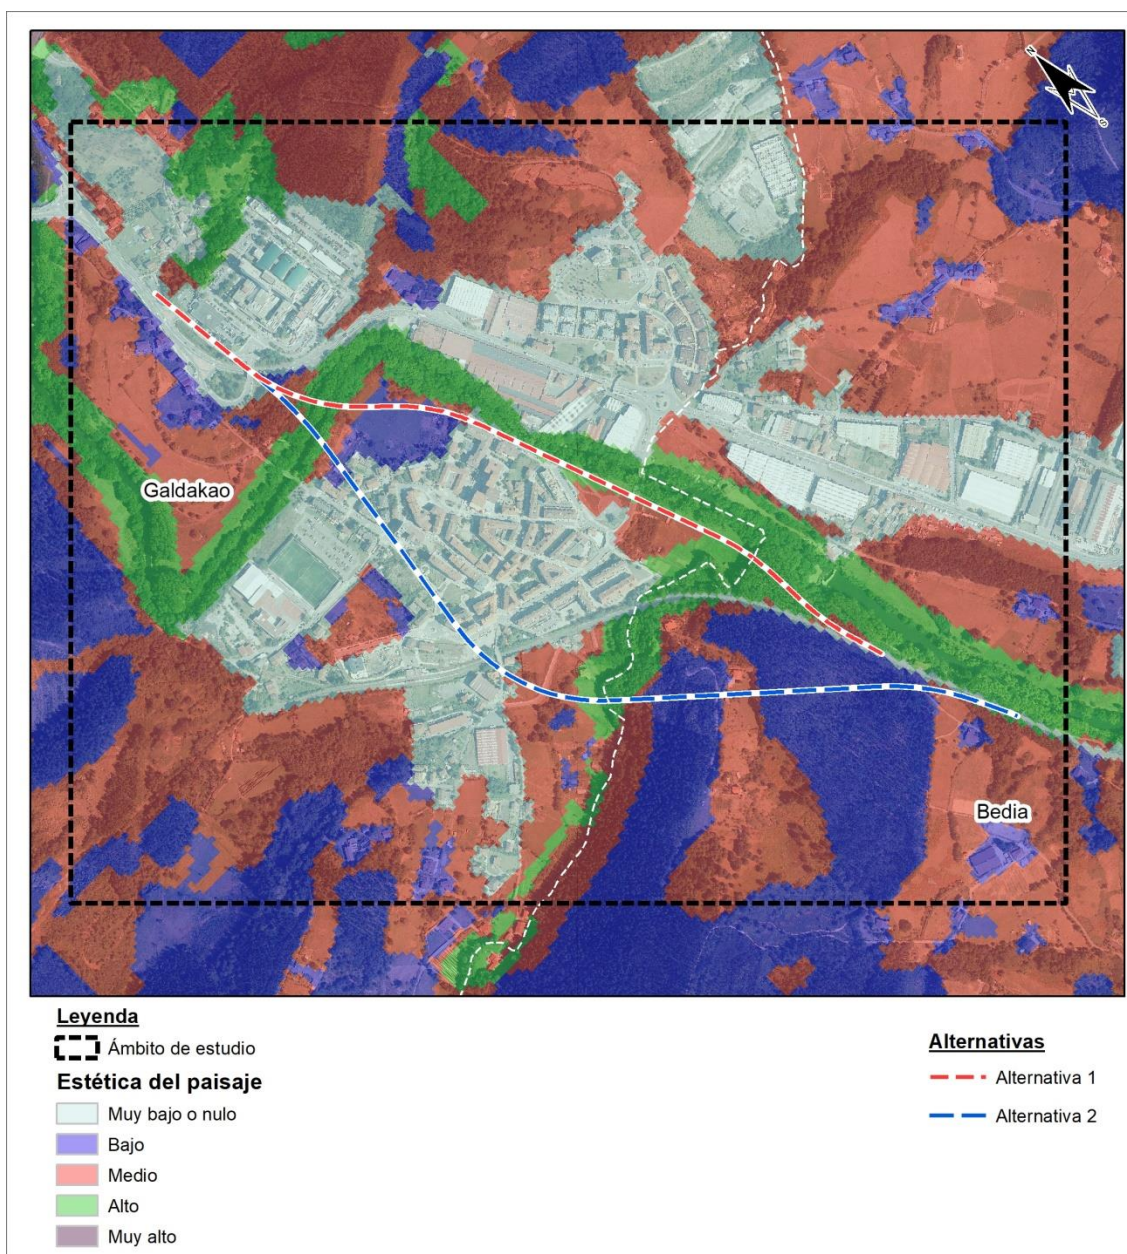 N
S
Galdakao
Bedia
Leyenda
Ámbito de estudio
Estética del paisaje
Muy bajo o nulo
Bajo
Medio
Alto
Muy alto
Alternativas
Alternativa 1
Alternativa 2